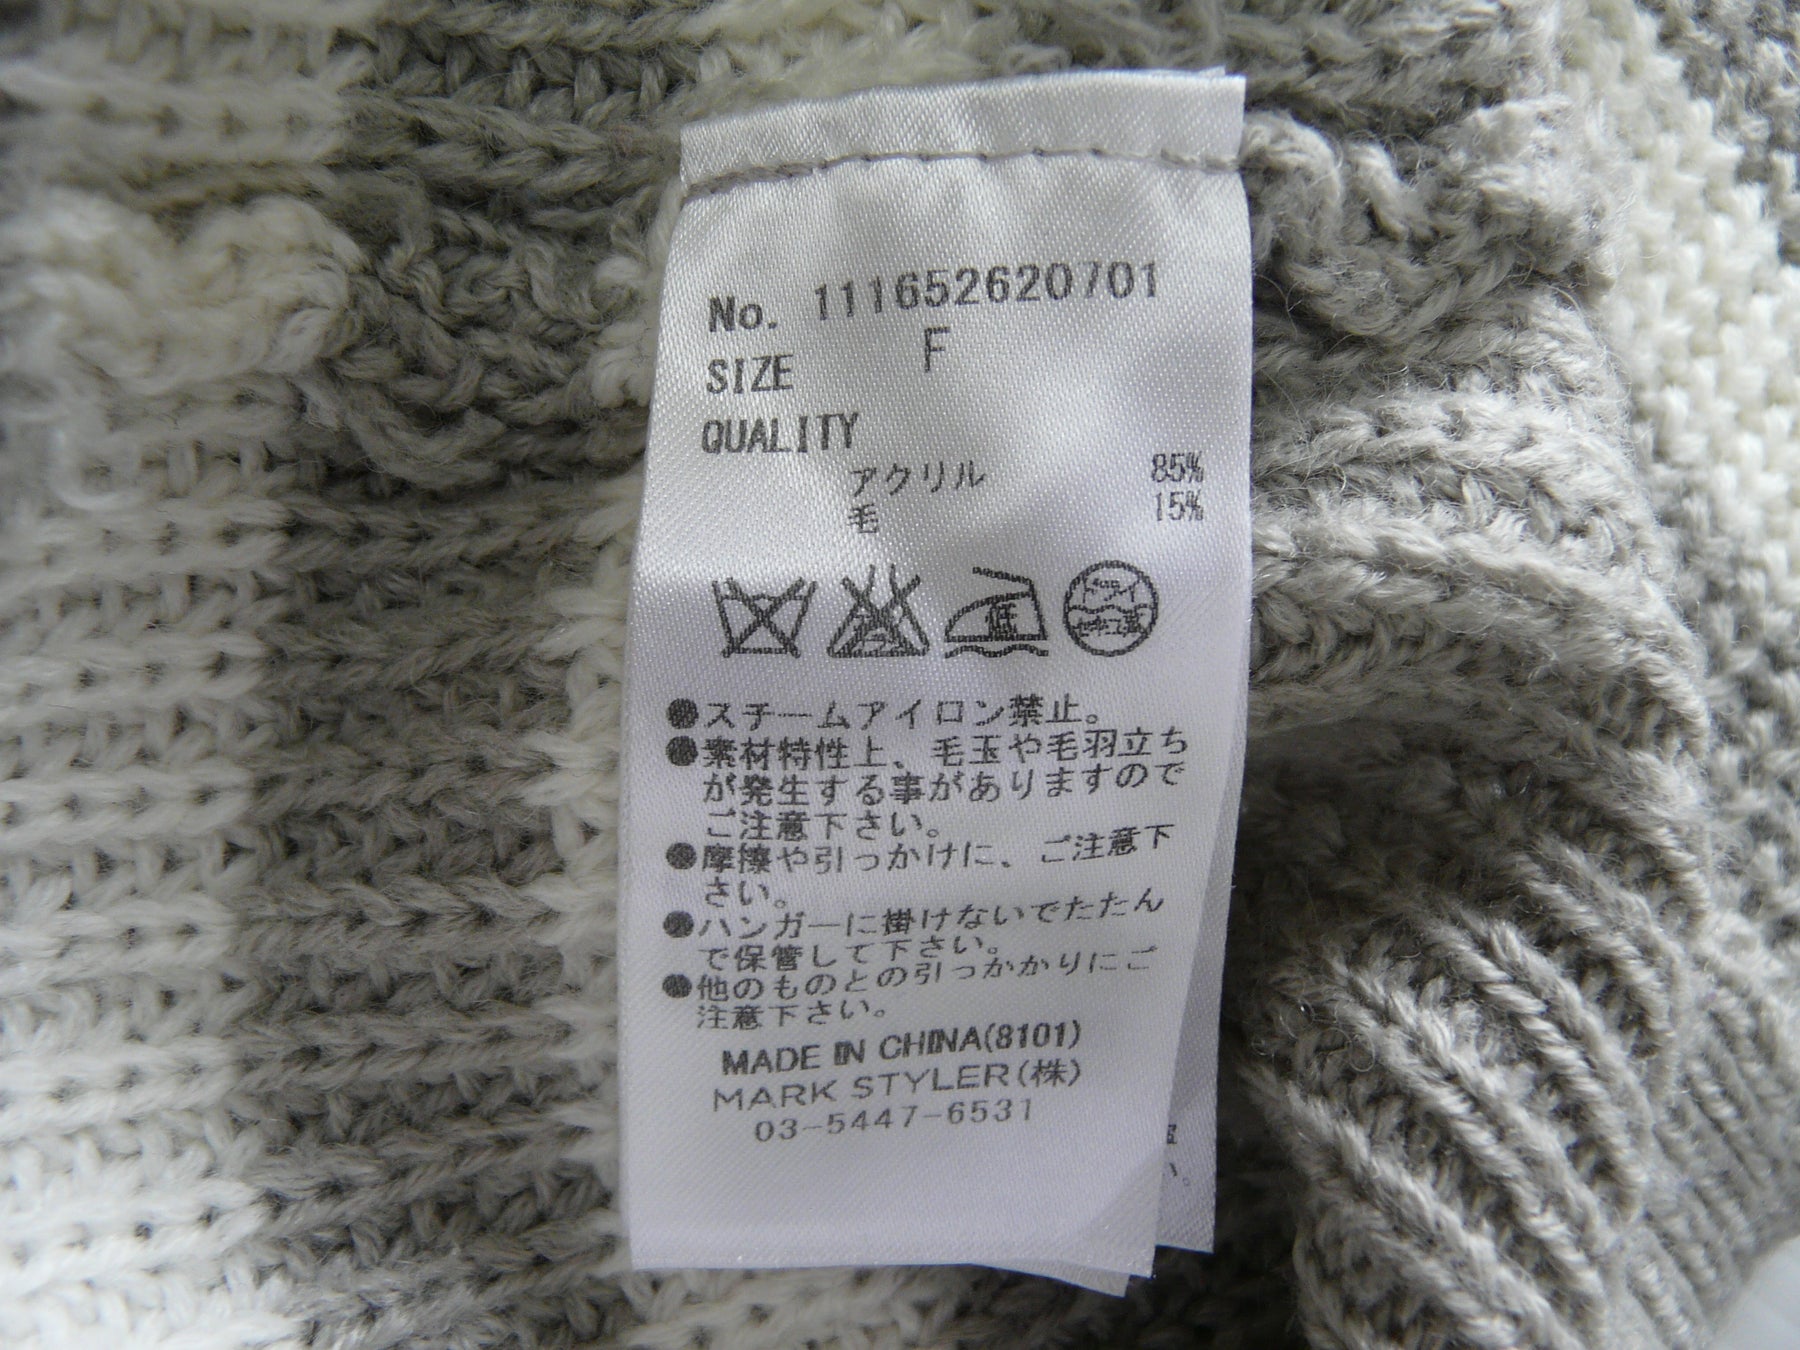 No. 111652620701
SIZE F
QUALITY
アクリル 85%
毛 15%
低 ドライ
セキユ系
●スチームアイロン禁止。
●素材特性上、毛玉や毛羽立ち
が発生する事がありますので
ご注意下さい。
●摩擦や引っかけに、ご注意下
さい。
●ハンガーに掛けないでたたん
で保管して下さい。
●他のものとの引っかかりにご
注意下さい。
MADE IN CHINA(8101)
MARK STYLER(株)
03-5447-6531
い。